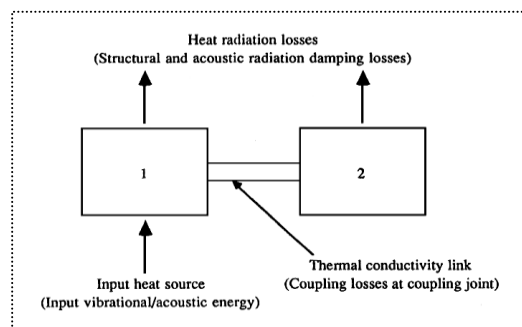 Heat radiation losses
(Structural and acoustic radiation damping losses)
1
2
Thermal conductivity link
(Coupling losses at coupling joint)
Input heat source
(Input vibrational/acoustic energy)